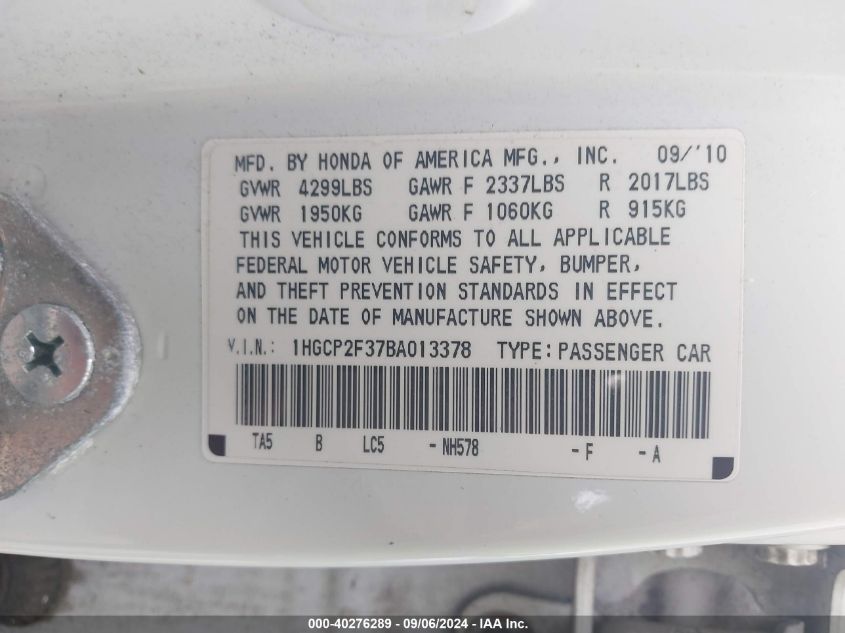 MFD. BY HONDA OF AMERICA MFG., INC. 09/'10
GVWR 4299LBS GAWR F 2337LBS R 2017LBS
GVWR 1950KG GAWR F 1060KG R 915KG
THIS VEHICLE CONFORMS TO ALL APPLICABLE
FEDERAL MOTOR VEHICLE SAFETY, BUMPER,
AND THEFT PREVENTION STANDARDS IN EFFECT
ON THE DATE OF MANUFACTURE SHOWN ABOVE.
V.I.N.: 1HGCP2F37BA013378 TYPE: PASSENGER CAR
TA5 B LC5 -NH578 -F -A
000-40276289 - 09/06/2024 - IAA Inc.